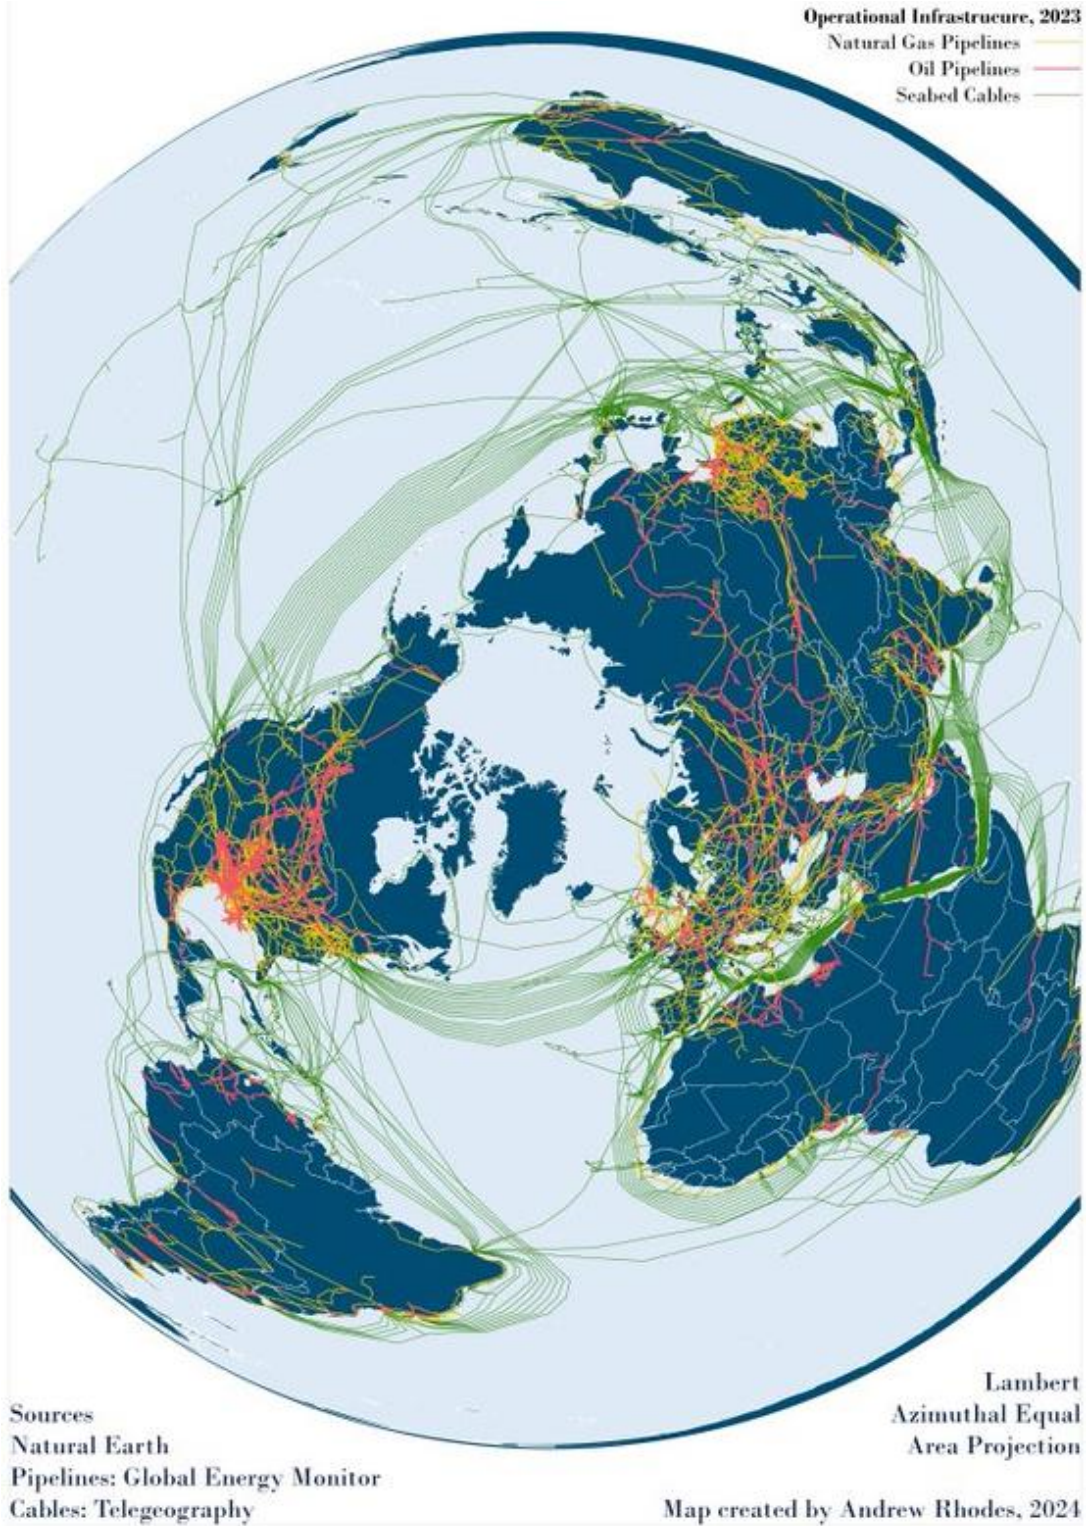 Operational Infrastrucure, 2023
Natural Gas Pipelines
Oil Pipelines
Seabed Cables
Lambert
Azimuthal Equal
Area Projection
Sources
Natural Earth
Pipelines: Global Energy Monitor
Cables: Telegeography
Map created by Andrew Rhodes, 2024